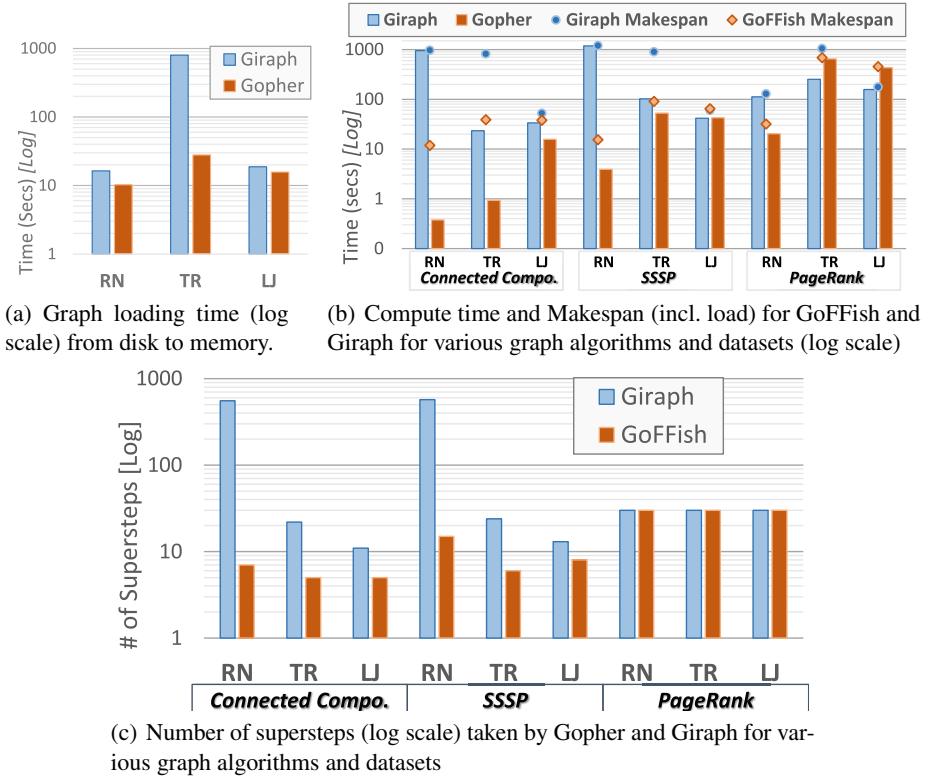 Giraph Gopher Giraph Makespan GoFFish Makespan
Time (Secs) [Log]
1000
100
10
1
Giraph
Gopher
RN TR LJ
(a) Graph loading time (log
scale) from disk to memory.
Time (secs) [Log]
1000
100
10
1
0
RN TR LJ RN TR LJ RN TR LJ
Connected Compo. SSSP PageRank
(b) Compute time and Makespan (incl. load) for GoFFish and
Giraph for various graph algorithms and datasets (log scale)
# of Supersteps [Log]
1000
100
10
1
Giraph
GoFFish
RN TR LJ RN TR LJ RN TR LJ
Connected Compo. SSSP PageRank
(c) Number of supersteps (log scale) taken by Gopher and Giraph for var-
ious graph algorithms and datasets